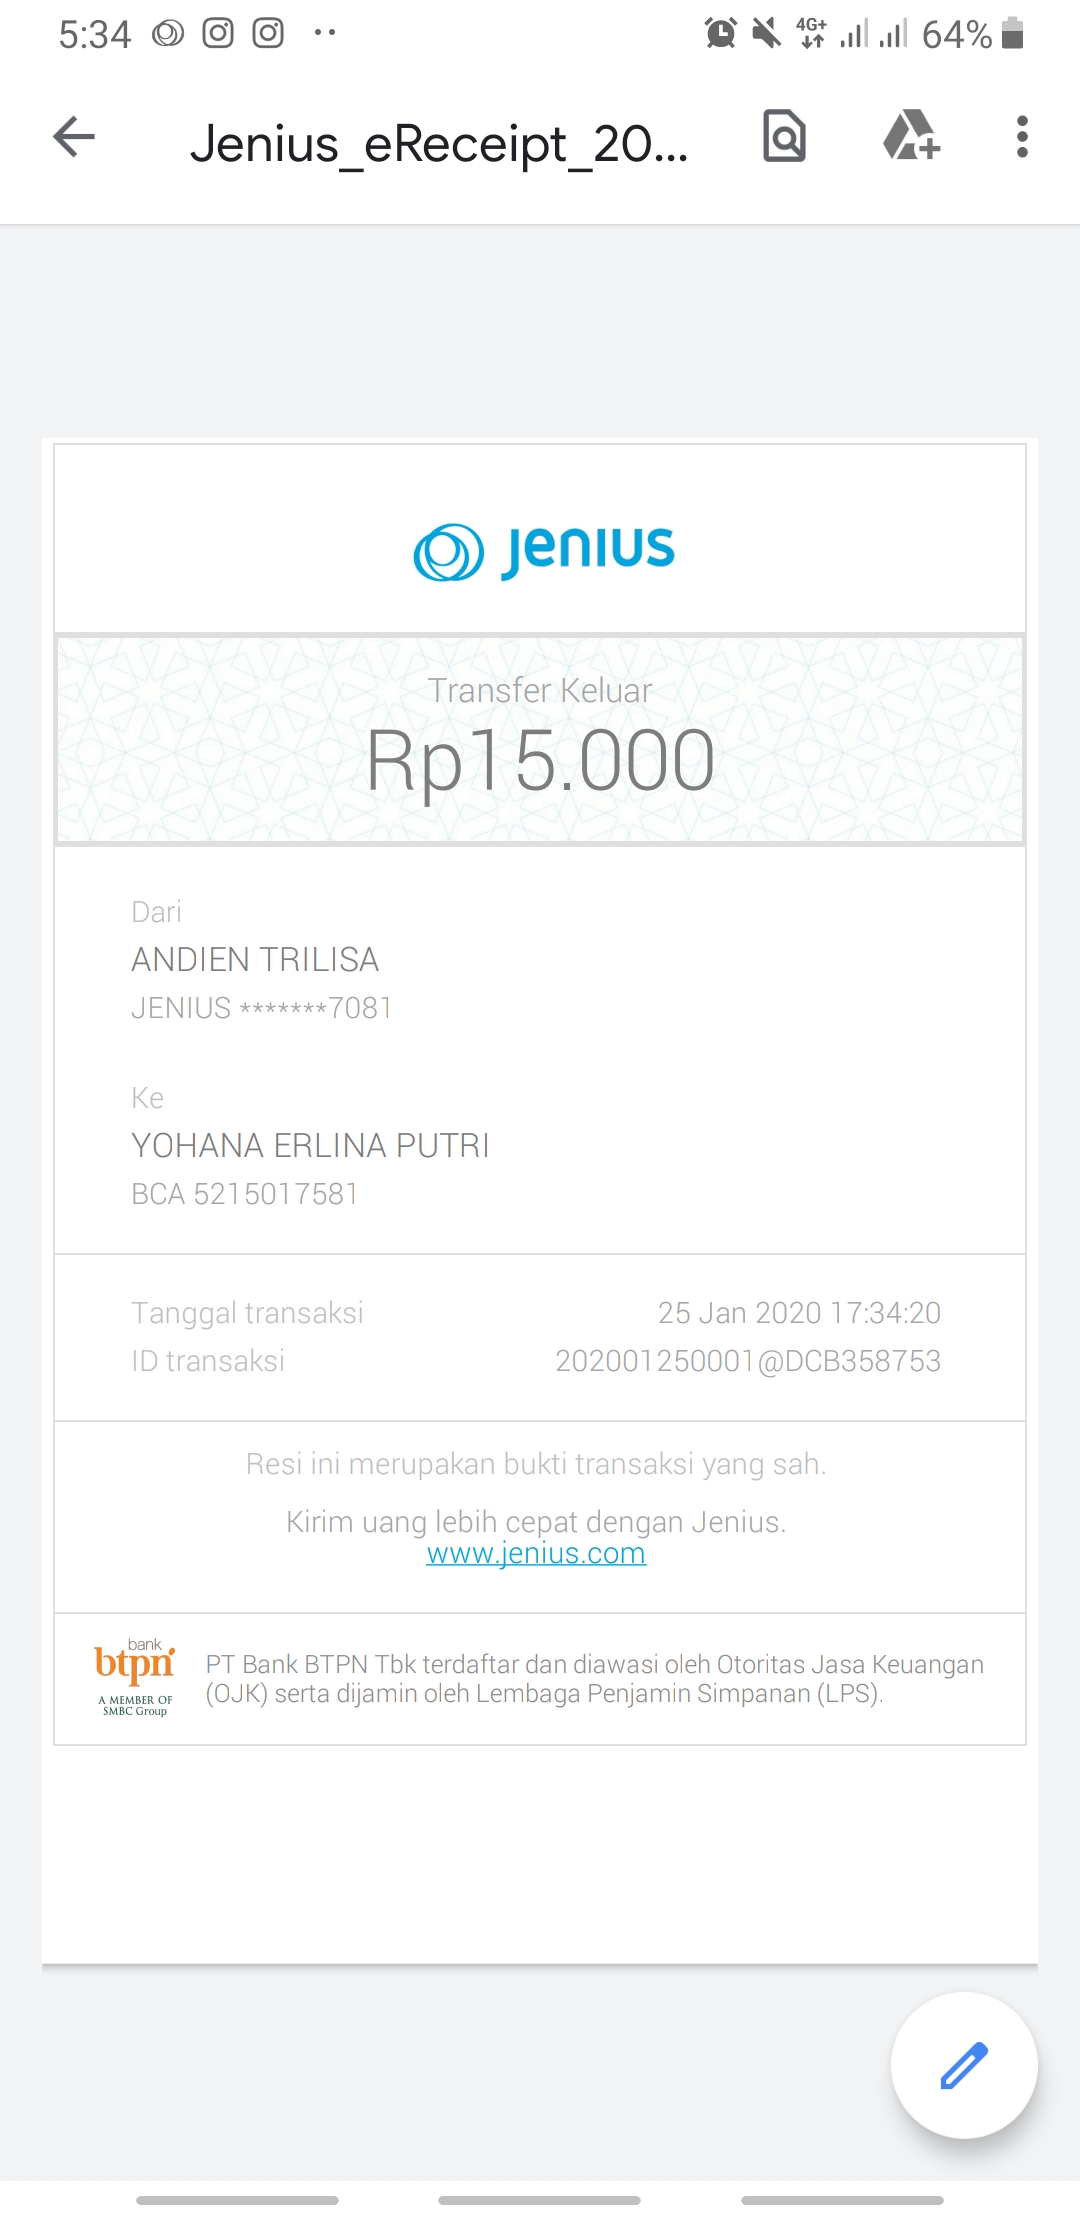 5:34 4G+ 64%
Jenius_eReceipt_20...
jenius
Transfer Keluar
Rp15.000
Dari
ANDIEN TRILISA
JENIUS *******7081
Ke
YOHANA ERLINA PUTRI
BCA 5215017581
Tanggal transaksi 25 Jan 2020 17:34:20
ID transaksi 202001250001@DCB358753
Resi ini merupakan bukti transaksi yang sah.
Kirim uang lebih cepat dengan Jenius.
www.jenius.com
bank
btpn
A MEMBER OF
SMBC Group
PT Bank BTPN Tbk terdaftar dan diawasi oleh Otoritas Jasa Keuangan
(OJK) serta dijamin oleh Lembaga Penjamin Simpanan (LPS).